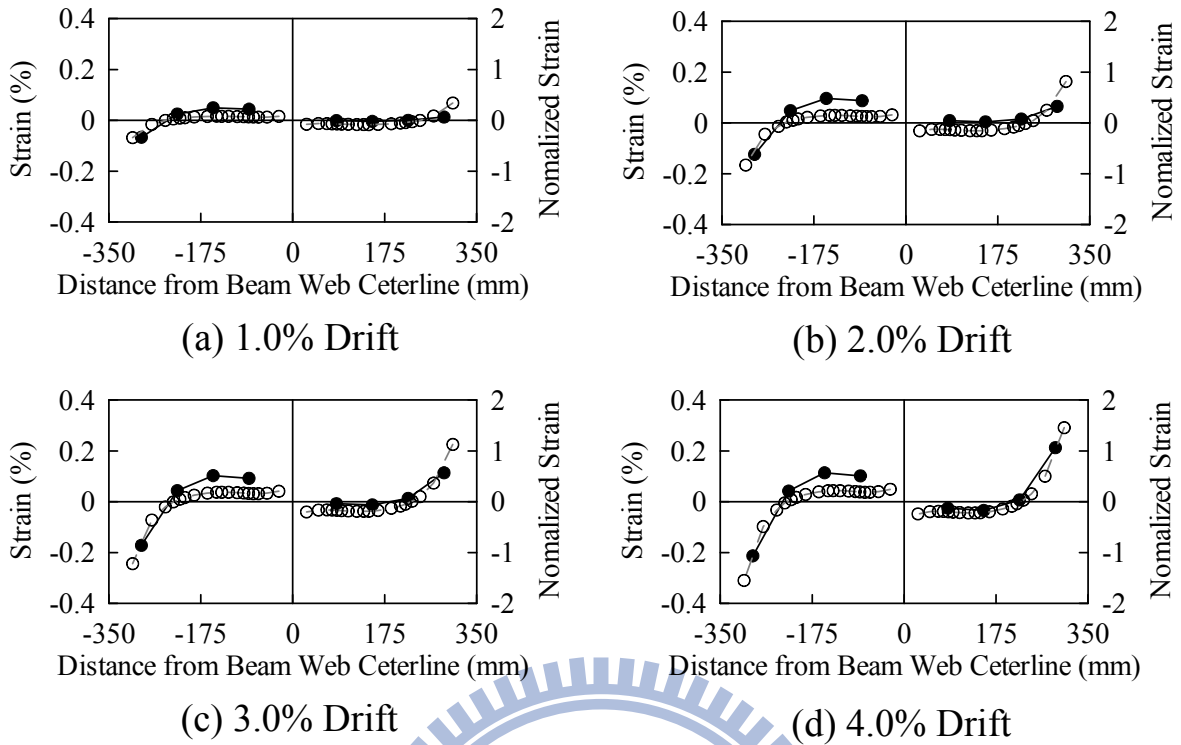 0.4
0.2
0
-0.2
-0.4
Strain (%)
2
1
0
-1
-2
Nomalized Strain
-350 -175 0 175 350
Distance from Beam Web Ceterline (mm)
(a) 1.0% Drift
0.4
0.2
0
-0.2
-0.4
Strain (%)
2
1
0
-1
-2
Nomalized Strain
-350 -175 0 175 350
Distance from Beam Web Ceterline (mm)
(b) 2.0% Drift
0.4
0.2
0
-0.2
-0.4
Strain (%)
2
1
0
-1
-2
Nomalized Strain
-350 -175 0 175 350
Distance from Beam Web Ceterline (mm)
(c) 3.0% Drift
0.4
0.2
0
-0.2
-0.4
Strain (%)
2
1
0
-1
-2
Nomalized Strain
-350 -175 0 175 350
Distance from Beam Web Ceterline (mm)
(d) 4.0% Drift